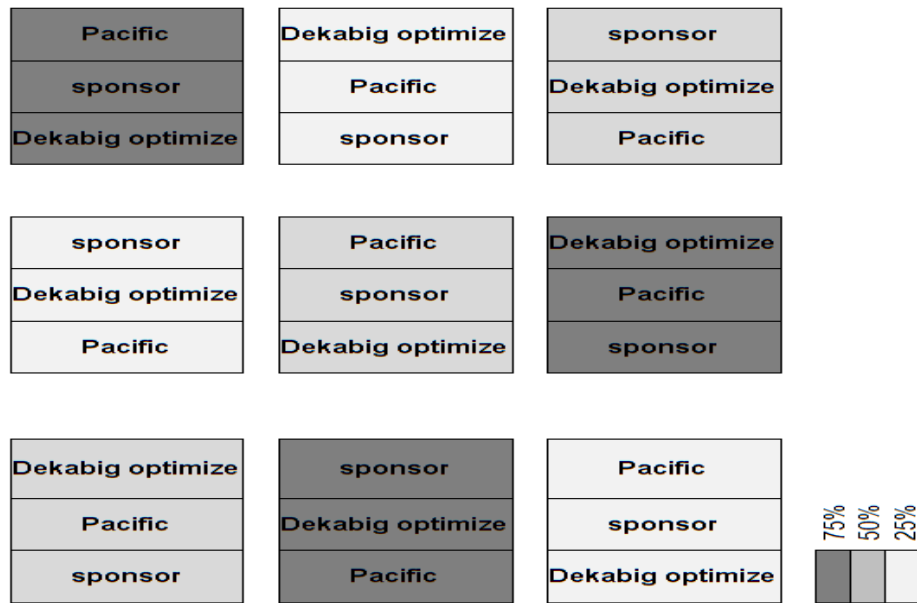 Pacific
sponsor
Dekabig optimize
Dekabig optimize
Pacific
sponsor
sponsor
Dekabig optimize
Pacific
sponsor
Dekabig optimize
Pacific
Pacific
sponsor
Dekabig optimize
Dekabig optimize
Pacific
sponsor
Dekabig optimize
Pacific
sponsor
sponsor
Dekabig optimize
Pacific
Pacific
sponsor
Dekabig optimize
75%
50%
25%